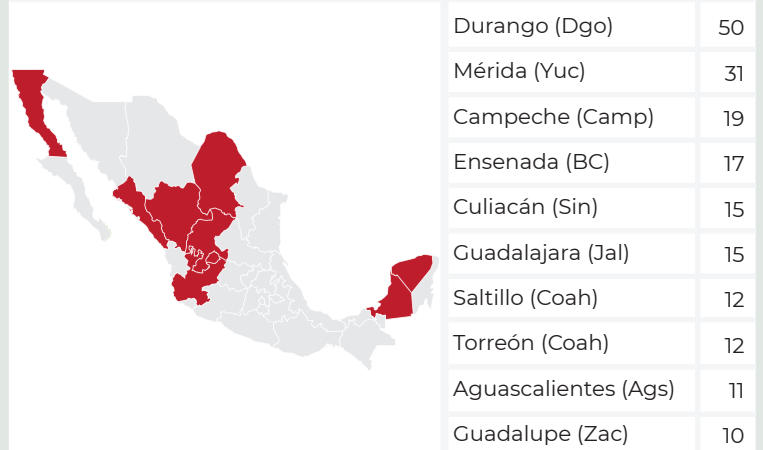 Durango (Dgo) 50
Mérida (Yuc) 31
Campeche (Camp) 19
Ensenada (BC) 17
Culiacán (Sin) 15
Guadalajara (Jal) 15
Saltillo (Coah) 12
Torreón (Coah) 12
Aguascalientes (Ags) 11
Guadalupe (Zac) 10